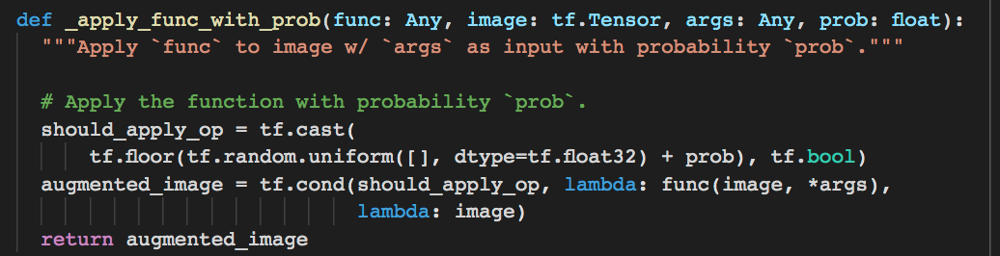 def _apply_func_with_prob(func: Any, image: tf.Tensor, args: Any, prob: float):
"""Apply `func` to image w/ `args` as input with probability `prob`."""
# Apply the function with probability `prob`.
should_apply_op = tf.cast(
tf.floor(tf.random.uniform([], dtype=tf.float32) + prob), tf.bool)
augmented_image = tf.cond(should_apply_op, lambda: func(image, *args),
lambda: image)
return augmented_image